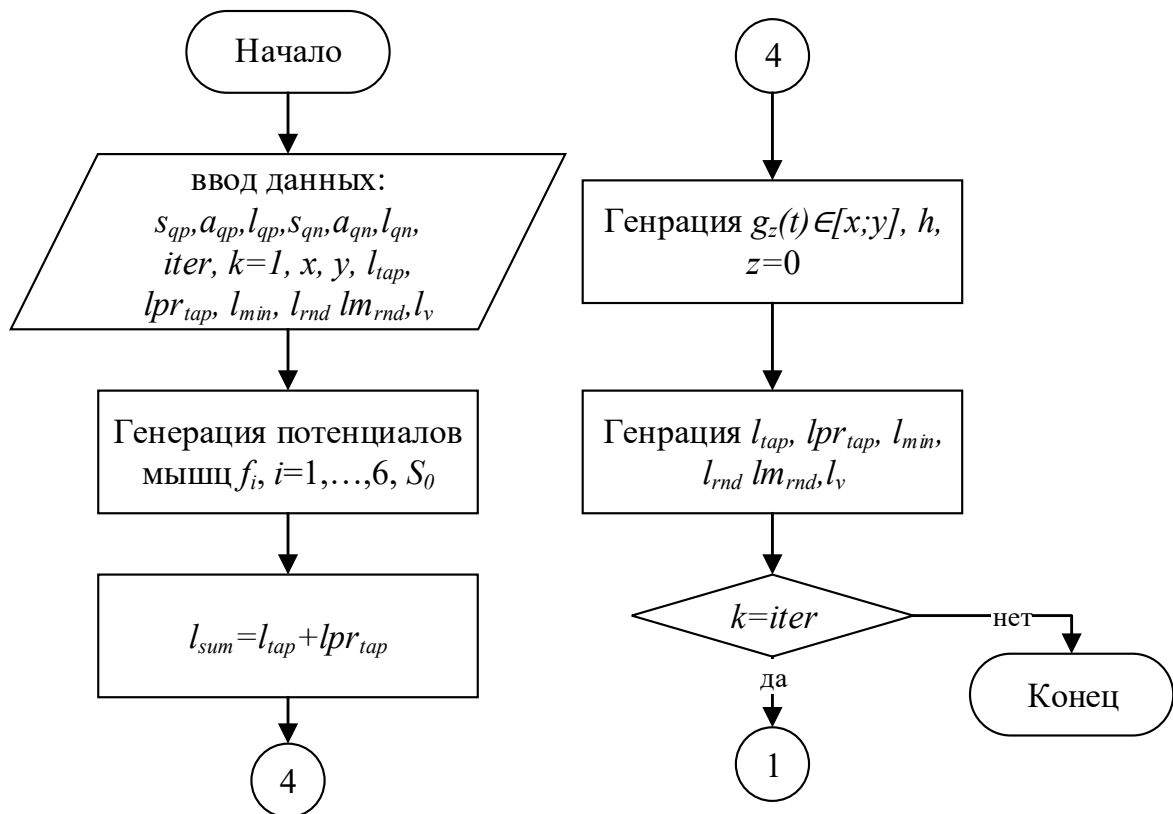 Начало
ввод данных:
s_qp,a_qp,l_qp,s_qn,a_qn,l_qn,
iter, k=1, x, y, l_tap,
lpr_tap, l_min, l_rnd lm_rnd,l_v
Генерация потенциалов
мышц f_i, i=1,…,6, S_0
l_sum=l_tap+lpr_tap
4
4
Генрация g_z(t)∈[x;y], h,
z=0
Генрация l_tap, lpr_tap, l_min,
l_rnd lm_rnd,l_v
k=iter
нет
да
Конец
1